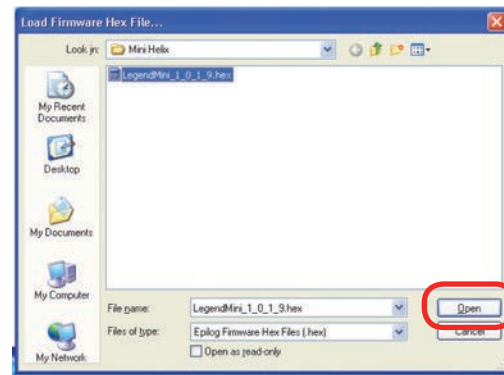 Load Firmware Hex File...
Look in: Mini Helix
LegendMini_1_0_1_9.hex
My Recent
Documents
Desktop
My Documents
My Computer
My Network
File name: LegendMini_1_0_1_9.hex Open
Files of type: Epilog Firmware Hex Files (.hex) Cancel
Open as read-only